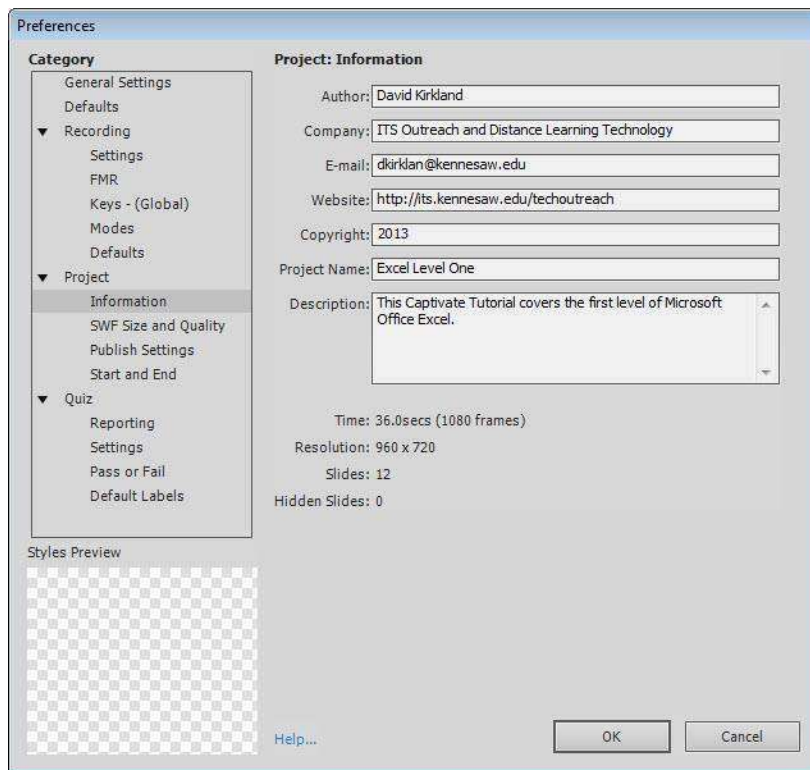 Preferences
Category
General Settings
Defaults
Recording
Settings
FMR
Keys - (Global)
Modes
Defaults
Project
Information
SWF Size and Quality
Publish Settings
Start and End
Quiz
Reporting
Settings
Pass or Fail
Default Labels
Styles Preview
Project: Information
Author: David Kirkland
Company: ITS Outreach and Distance Learning Technology
E-mail: dkirklan@kennesaw.edu
Website: http://its.kennesaw.edu/techoutreach
Copyright: 2013
Project Name: Excel Level One
Description: This Captivate Tutorial covers the first level of Microsoft
Office Excel.
Time: 36.0secs (1080 frames)
Resolution: 960 x 720
Slides: 12
Hidden Slides: 0
Help...
OK
Cancel